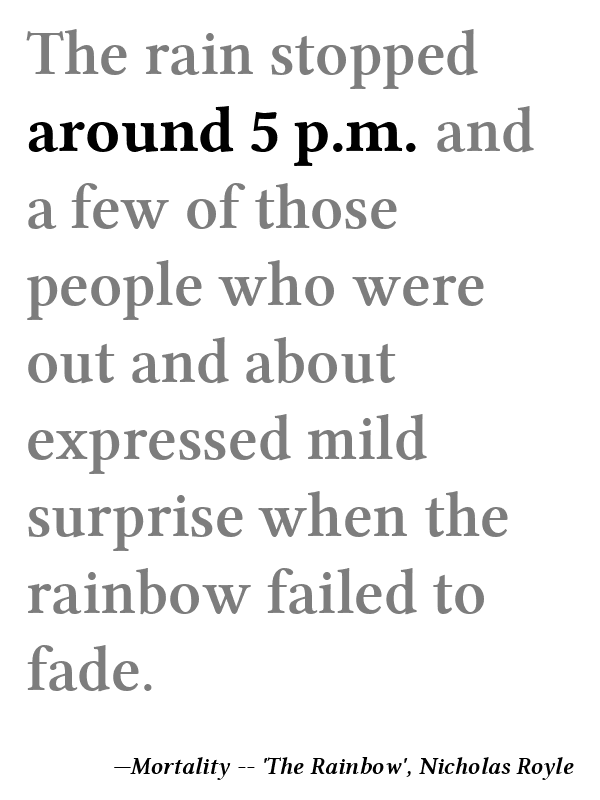 The rain stopped
around 5 p.m. and
a few of those
people who were
out and about
expressed mild
surprise when the
rainbow failed to
fade.
—Mortality -- 'The Rainbow', Nicholas Royle